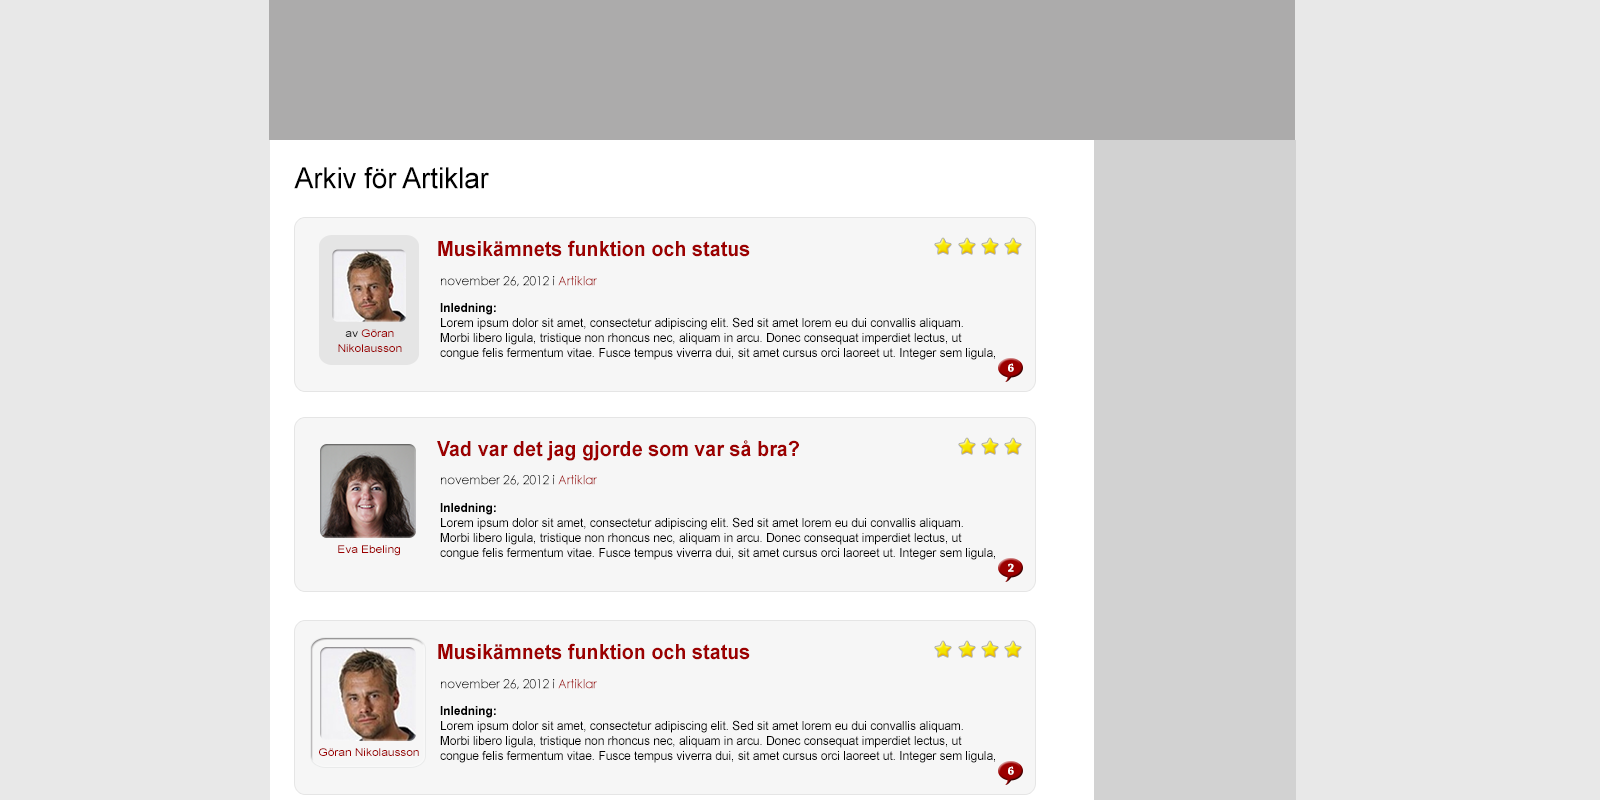 Arkiv för Artiklar
Musikämnets funktion och status
november 26, 2012 i Artiklar
Inledning:
Lorem ipsum dolor sit amet, consectetur adipiscing elit. Sed sit amet lorem eu dui convallis aliquam.
Morbi libero ligula, tristique non rhoncus nec, aliquam in arcu. Donec consequat imperdiet lectus, ut
congue felis fermentum vitae. Fusce tempus viverra dui, sit amet cursus orci laoreet ut. Integer sem ligula,
av Göran
Nikolausson
6
Vad var det jag gjorde som var så bra?
november 26, 2012 i Artiklar
Inledning:
Lorem ipsum dolor sit amet, consectetur adipiscing elit. Sed sit amet lorem eu dui convallis aliquam.
Morbi libero ligula, tristique non rhoncus nec, aliquam in arcu. Donec consequat imperdiet lectus, ut
congue felis fermentum vitae. Fusce tempus viverra dui, sit amet cursus orci laoreet ut. Integer sem ligula,
Eva Ebeling
2
Musikämnets funktion och status
november 26, 2012 i Artiklar
Inledning:
Lorem ipsum dolor sit amet, consectetur adipiscing elit. Sed sit amet lorem eu dui convallis aliquam.
Morbi libero ligula, tristique non rhoncus nec, aliquam in arcu. Donec consequat imperdiet lectus, ut
congue felis fermentum vitae. Fusce tempus viverra dui, sit amet cursus orci laoreet ut. Integer sem ligula,
Göran Nikolausson
6